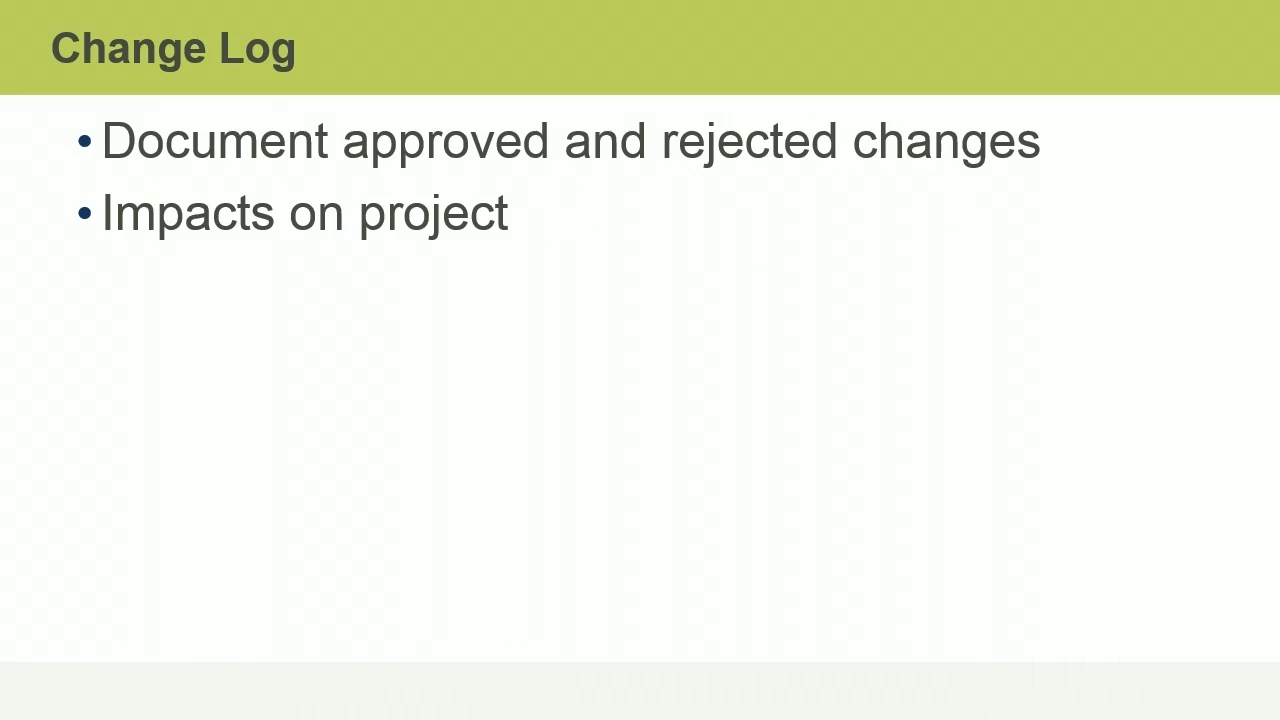 Change Log
• Document approved and rejected changes
• Impacts on project